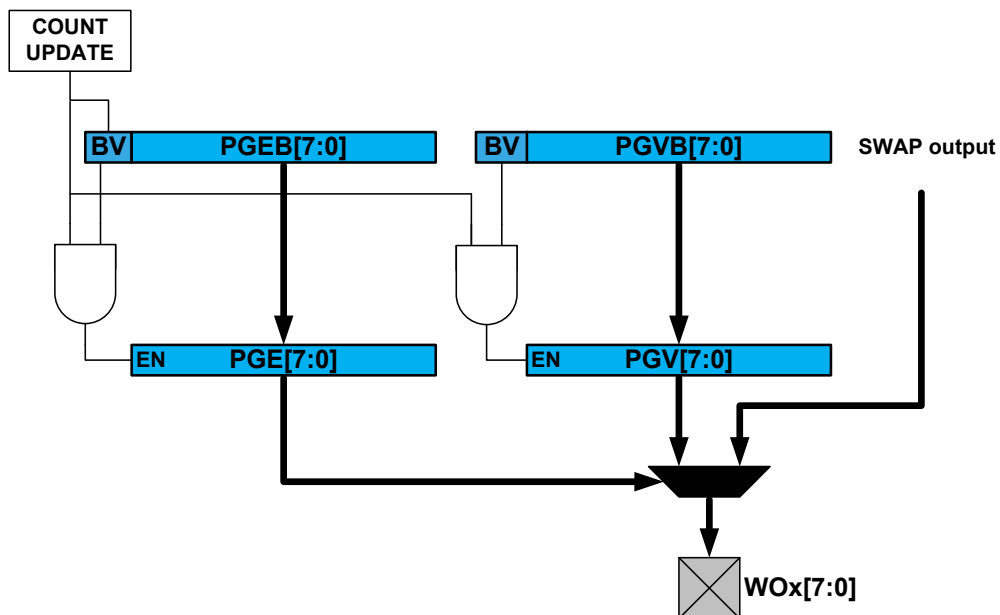 COUNT
UPDATE
BV PGEB[7:0]
BV PGVB[7:0]
SWAP output
EN PGE[7:0]
EN PGV[7:0]
WOx[7:0]